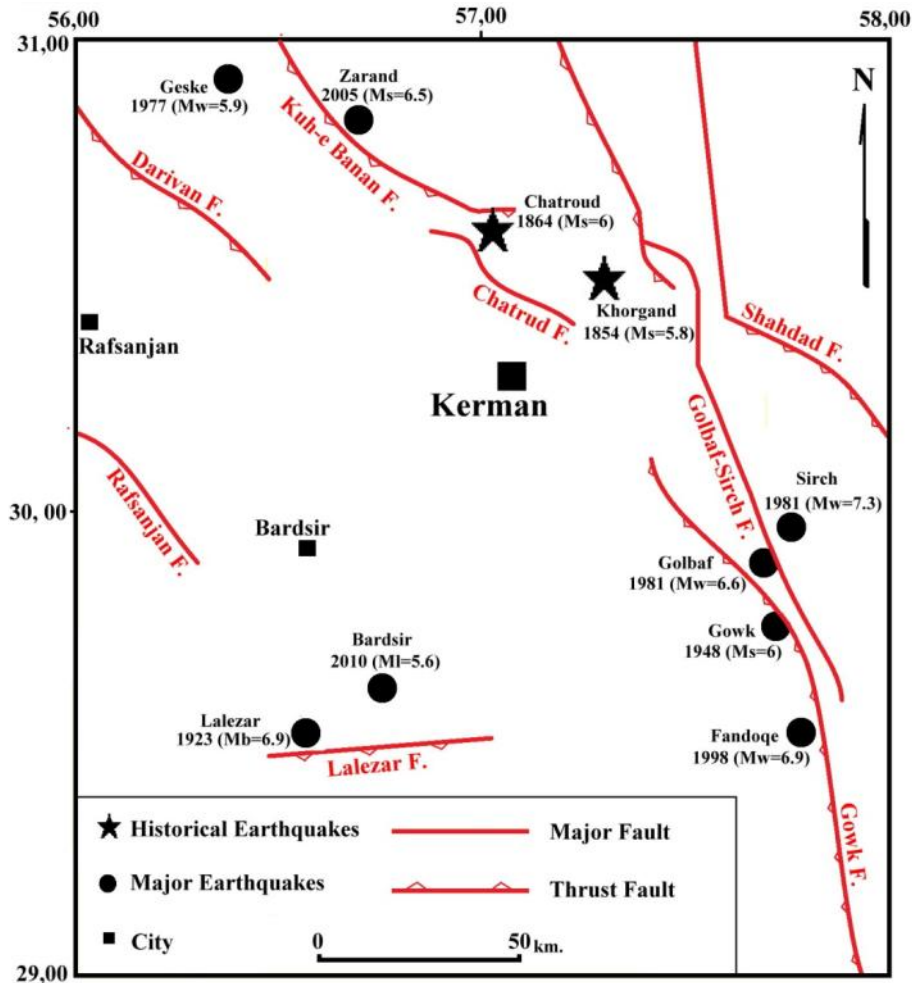 56,00
57,00
58,00
31,00
Geske
1977 (Mw=5.9)
Zarand
2005 (Ms=6.5)
N
Kuh-e Banan F.
Darivan F.
Chatroud
1864 (Ms=6)
Chatrud F.
Khorgand
1854 (Ms=5.8)
Shahdad F.
Rafsanjan
Kerman
Golbaf-Sirch F.
30, 00
Rafsanjan F.
Sirch
1981 (Mw=7.3)
Bardsir
Golbaf
1981 (Mw=6.6)
Gowk
1948 (Ms=6)
Bardsir
2010 (Ml=5.6)
Lalezar
1923 (Mb=6.9)
Lalezar F.
Fandoqe
1998 (Mw=6.9)
Gowk F.
Historical Earthquakes
Major Fault
Major Earthquakes
Thrust Fault
City
0
50 km.
29,00